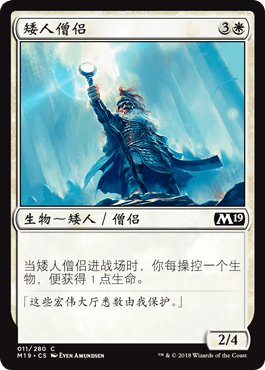 矮人僧侣 3
生物~矮人 / 僧侣 M19
当矮人僧侣进战场时，你每操控一个生
物，便获得1点生命。
「这些宏伟大厅悉数由我保护。」
2/4
011/280 C
M19 • CS EVEN AMUNDSEN
™ & © 2018 Wizards of the Coast